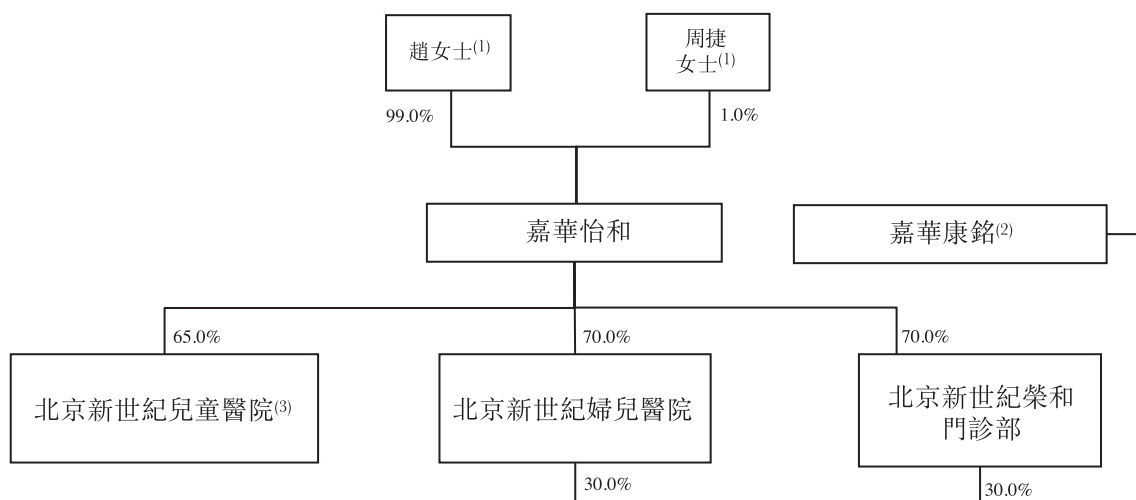 趙女士(1)
周捷
女士(1)
99.0%
1.0%
嘉華怡和
嘉華康銘(2)
65.0%
70.0%
70.0%
北京新世紀兒童醫院(3)
北京新世紀婦兒醫院
北京新世紀榮和
門診部
30.0%
30.0%